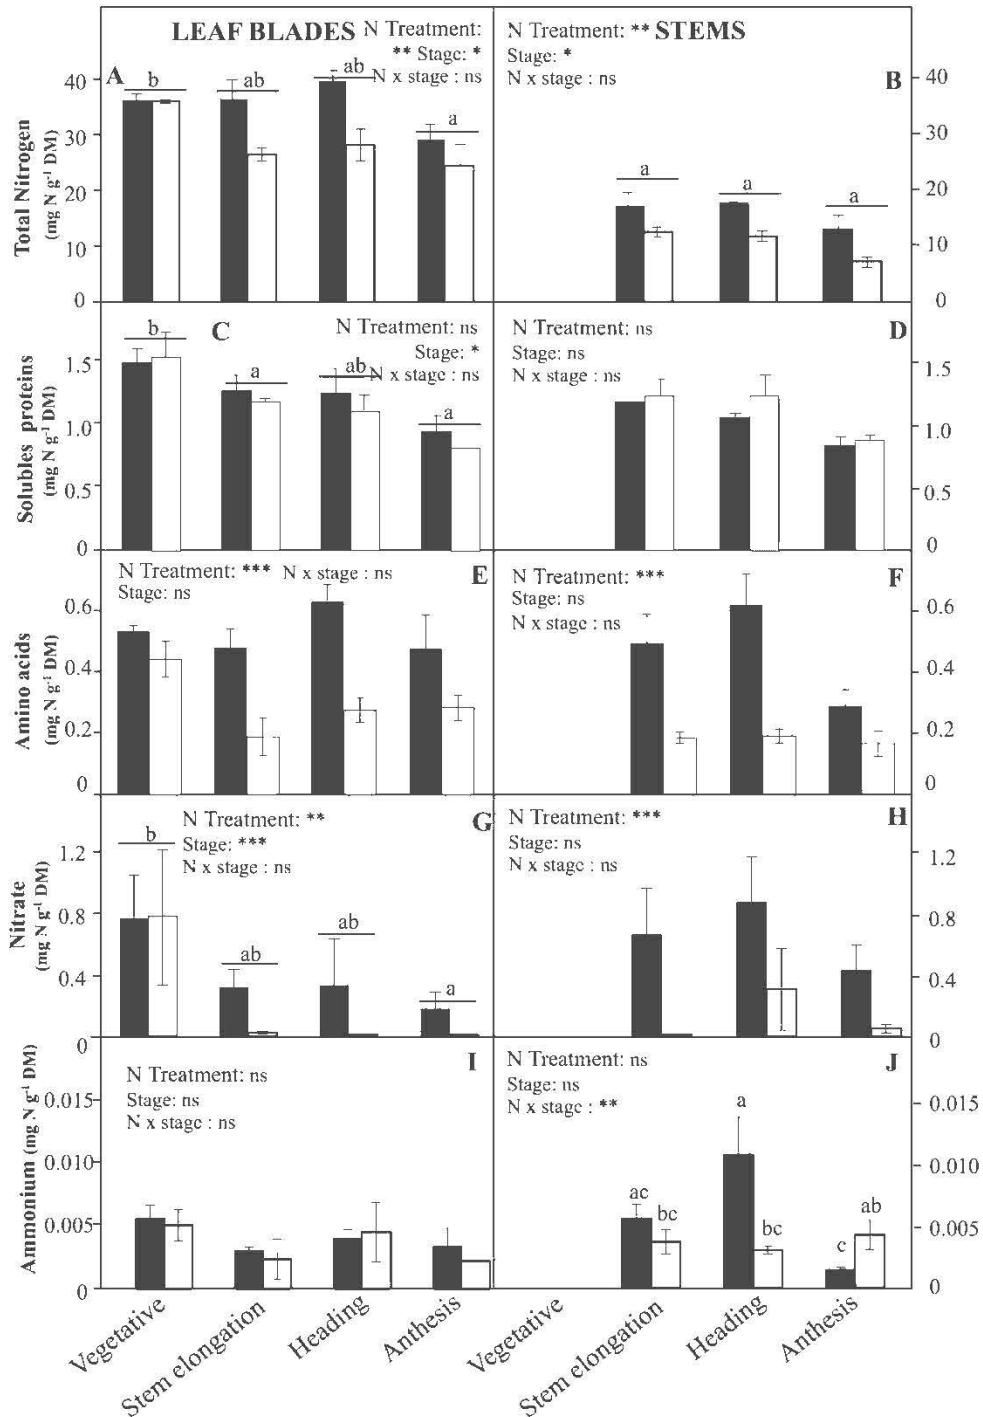 LEAF BLADES
N Treatment:
** Stage: *
N x stage : ns
A
b
ab
ab
a
40
30
20
10
0
Total Nitrogen
(mg N g⁻¹ DM)
N Treatment: ** STEMS
Stage: *
N x stage : ns
B
a
a
a
40
30
20
10
0
C
N Treatment: ns
Stage: *
N x stage : ns
b
a
ab
a
1.5
1.0
0.5
0
Solubles proteins
(mg N g⁻¹ DM)
D
N Treatment: ns
Stage: ns
N x stage : ns
1.5
1.0
0.5
0
N Treatment: *** N x stage : ns
Stage: ns
E
0.6
0.4
0.2
0
Amino acids
(mg N g⁻¹ DM)
N Treatment: ***
Stage: ns
N x stage : ns
F
0.6
0.4
0.2
0
N Treatment: **
Stage: ***
N x stage : ns
G
b
ab
ab
a
1.2
0.8
0.4
0
Nitrate
(mg N g⁻¹ DM)
N Treatment: ***
Stage: ns
N x stage : ns
H
1.2
0.8
0.4
0
N Treatment: ns
Stage: ns
N x stage : ns
I
0.015
0.010
0.005
0
Ammonium (mg N g⁻¹ DM)
N Treatment: ns
Stage: ns
N x stage : **
J
a
ac
bc
bc
c
ab
0.015
0.010
0.005
0
Vegetative
Stem elongation
Heading
Anthesis
Vegetative
Stem elongation
Heading
Anthesis